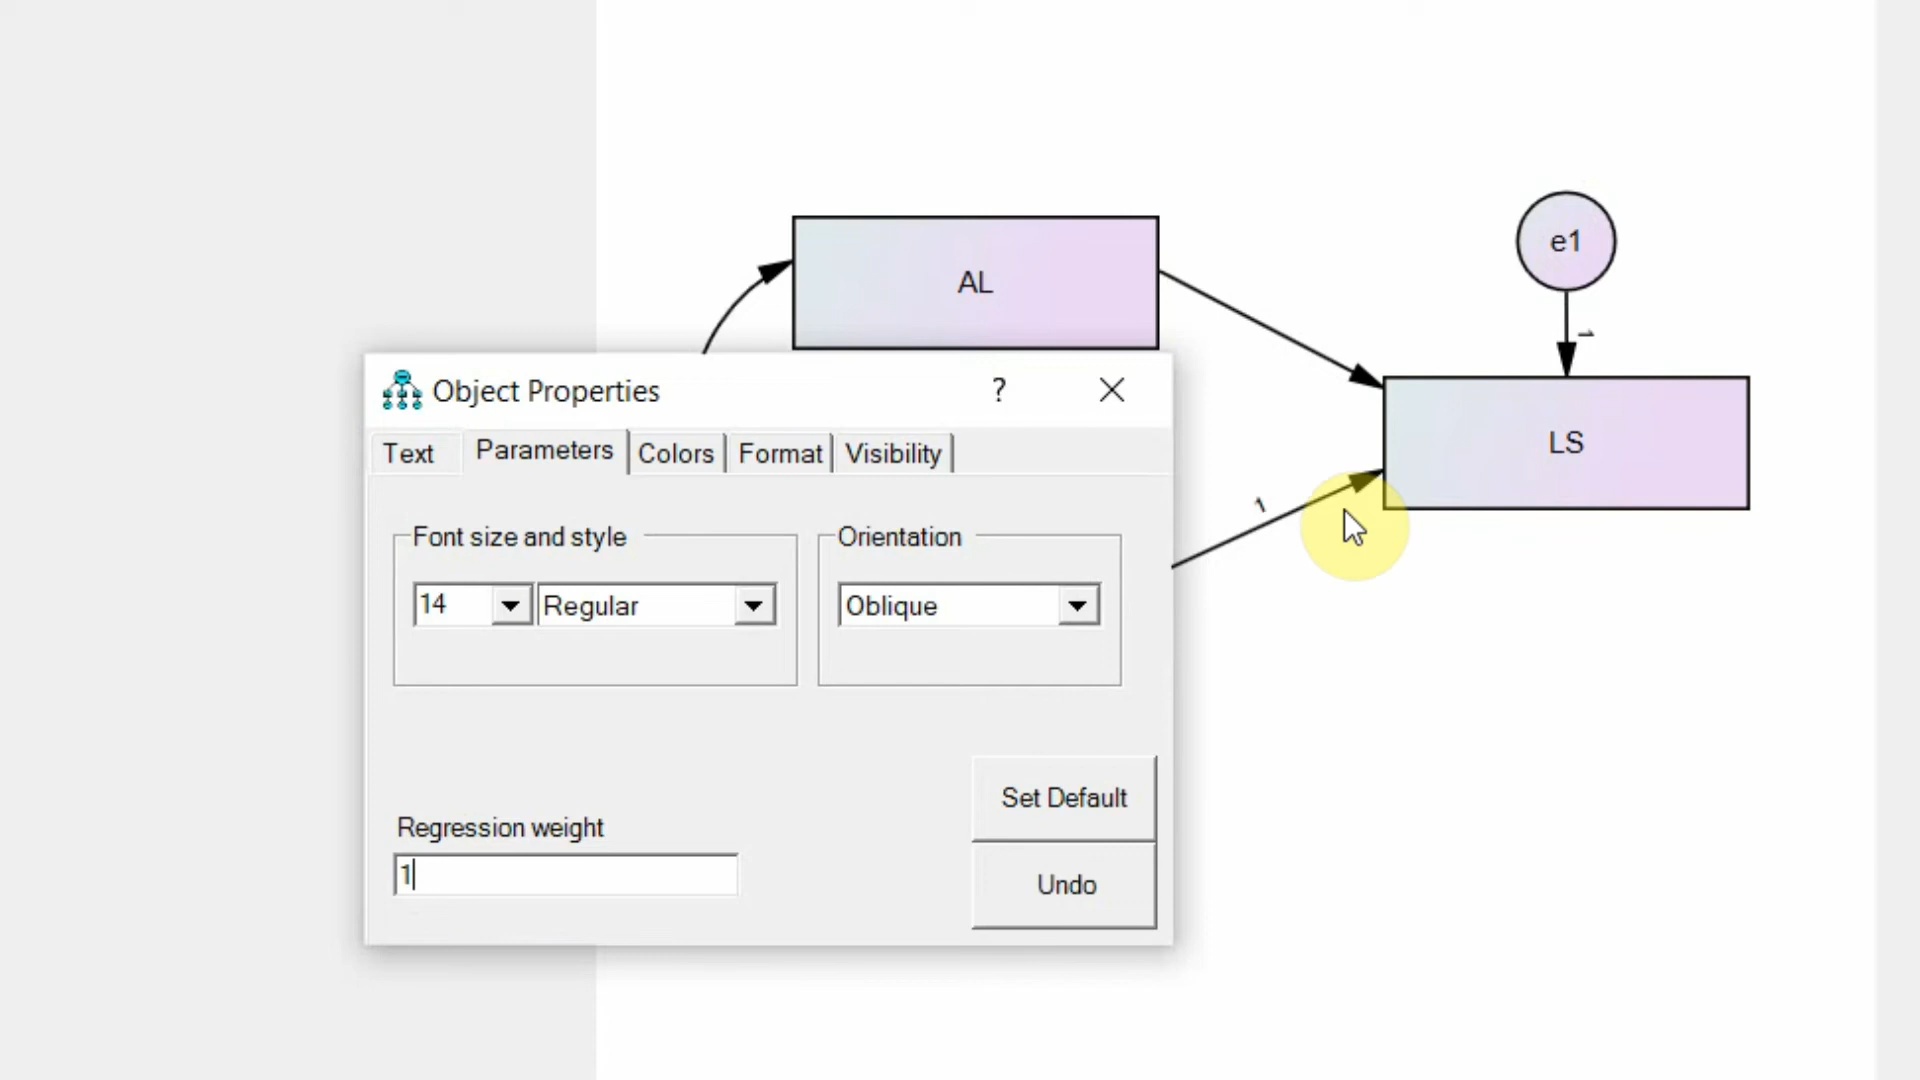 e1
AL
1
Object Properties ?
Text Parameters Colors Format Visibility
LS
1
Font size and style Orientation
14 Regular Oblique
Set Default
Regression weight
1
Undo